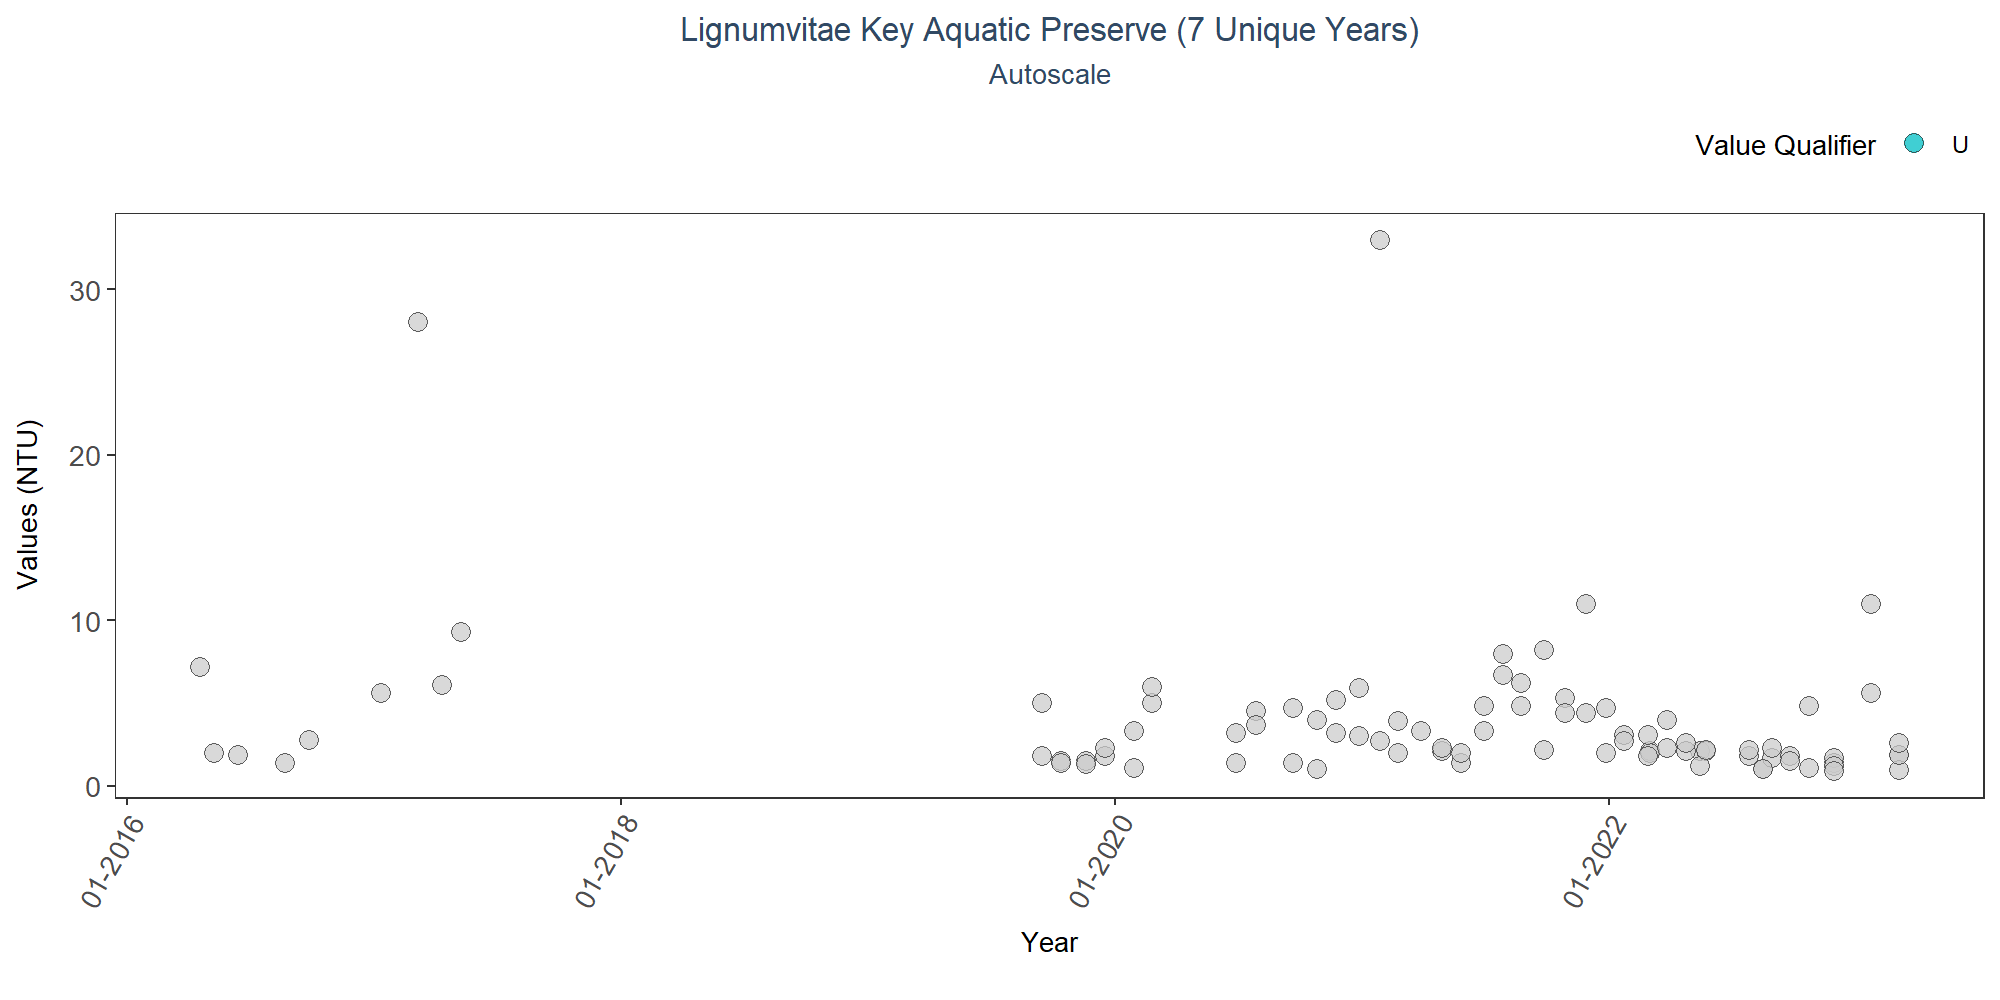 Lignumvitae Key Aquatic Preserve (7 Unique Years)
Autoscale
Value Qualifier U
30
20
10
0
Values (NTU)
01-2016
01-2018
01-2020
01-2022
Year